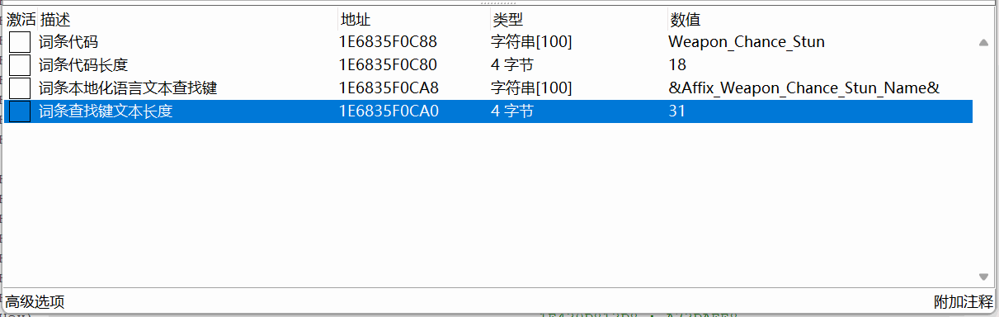 激活 描述 地址 类型 数值
词条代码 1E6835F0C88 字符串[100] Weapon_Chance_Stun
词条代码长度 1E6835F0C80 4 字节 18
词条本地化语言文本查找键 1E6835F0CA8 字符串[100] &Affix_Weapon_Chance_Stun_Name&
词条查找键文本长度 1E6835F0CA0 4 字节 31
高级选项 附加注释